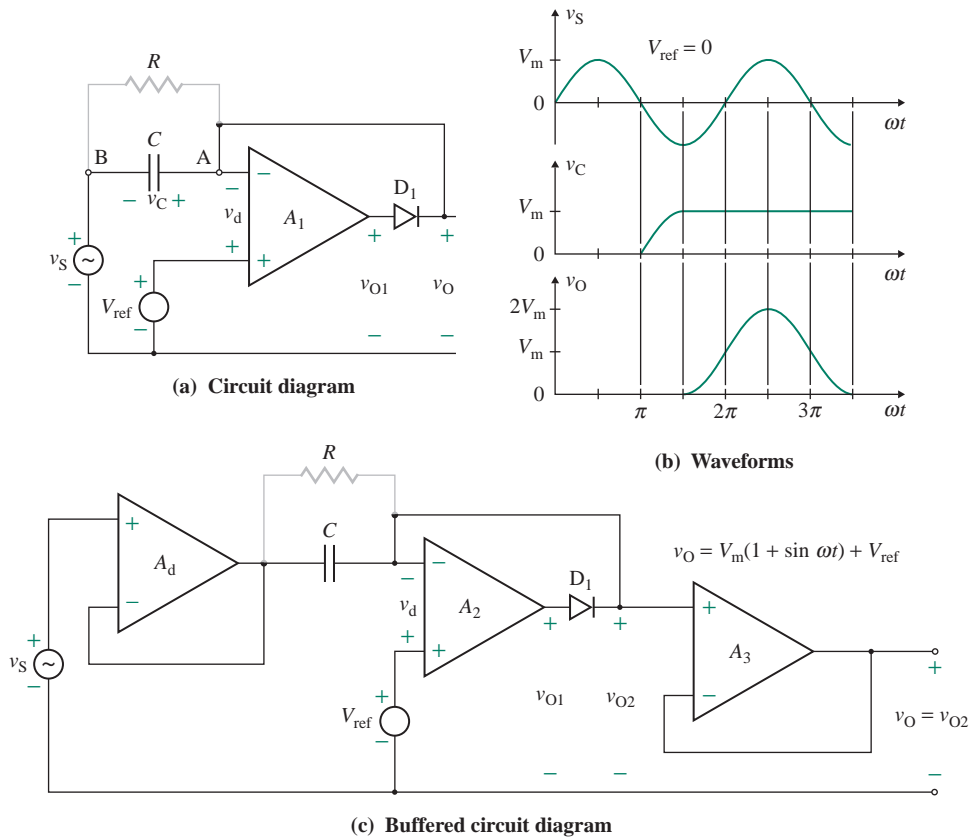 R
C
B
A
− v_C +
−
v_d
+
−
+
A_1
D_1
+
v_S
−
~
+
V_ref
−
+
v_O1
−
+
v_O
−
(a) Circuit diagram
v_S
V_ref = 0
V_m
0
ωt
v_C
V_m
0
ωt
v_O
2V_m
V_m
0
π
2π
3π
ωt
(b) Waveforms
R
C
+
−
A_d
+
v_S
−
~
−
v_d
+
−
+
A_2
D_1
+
V_ref
−
+
v_O1
−
+
v_O2
−
v_O = V_m(1 + sin ωt) + V_ref
+
−
A_3
+
v_O = v_O2
−
(c) Buffered circuit diagram